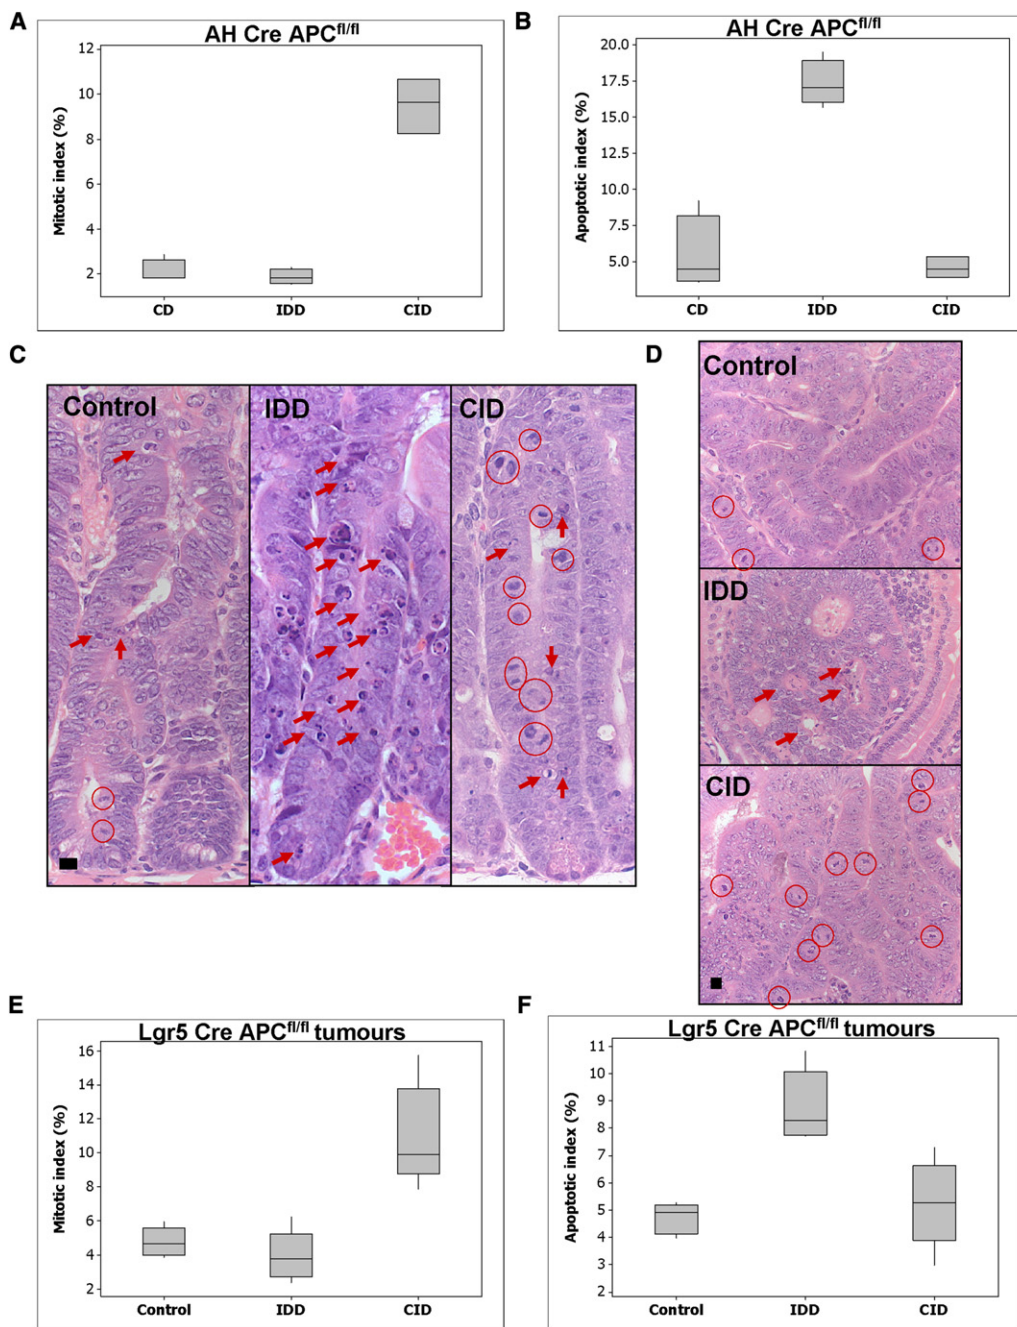 A
AH Cre APCfl/fl
Mitotic index (%)
12
10
8
6
4
2
CD
IDD
CID
B
AH Cre APCfl/fl
Apoptotic index (%)
20.0
17.5
15.0
12.5
10.0
7.5
5.0
CD
IDD
CID
C
Control
IDD
CID
D
Control
IDD
CID
E
Lgr5 Cre APCfl/fl tumours
Mitotic index (%)
16
14
12
10
8
6
4
2
Control
IDD
CID
F
Lgr5 Cre APCfl/fl tumours
Apoptotic index (%)
11
10
9
8
7
6
5
4
3
2
Control
IDD
CID